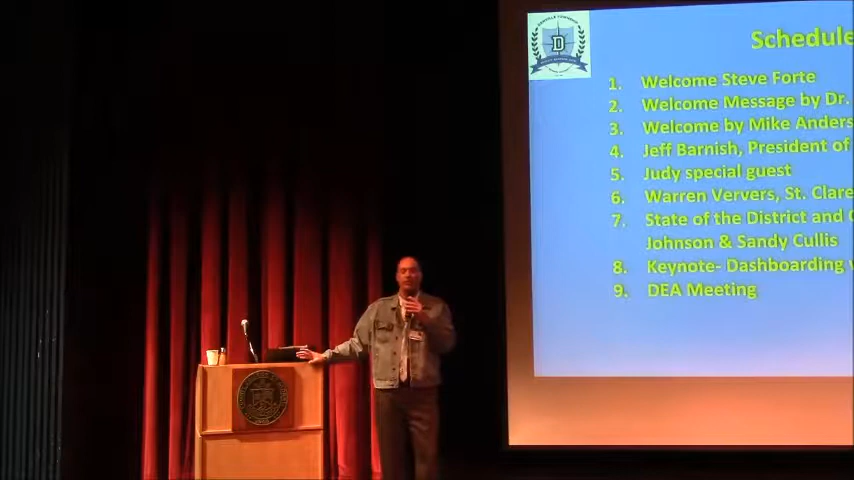 Schedule
D
1. Welcome Steve Forte
2. Welcome Message by Dr.
3. Welcome by Mike Anders
4. Jeff Barnish, President of
5. Judy special guest
6. Warren Ververs, St. Clare
7. State of the District and
Johnson & Sandy Cullis
8. Keynote- Dashboarding
9. DEA Meeting